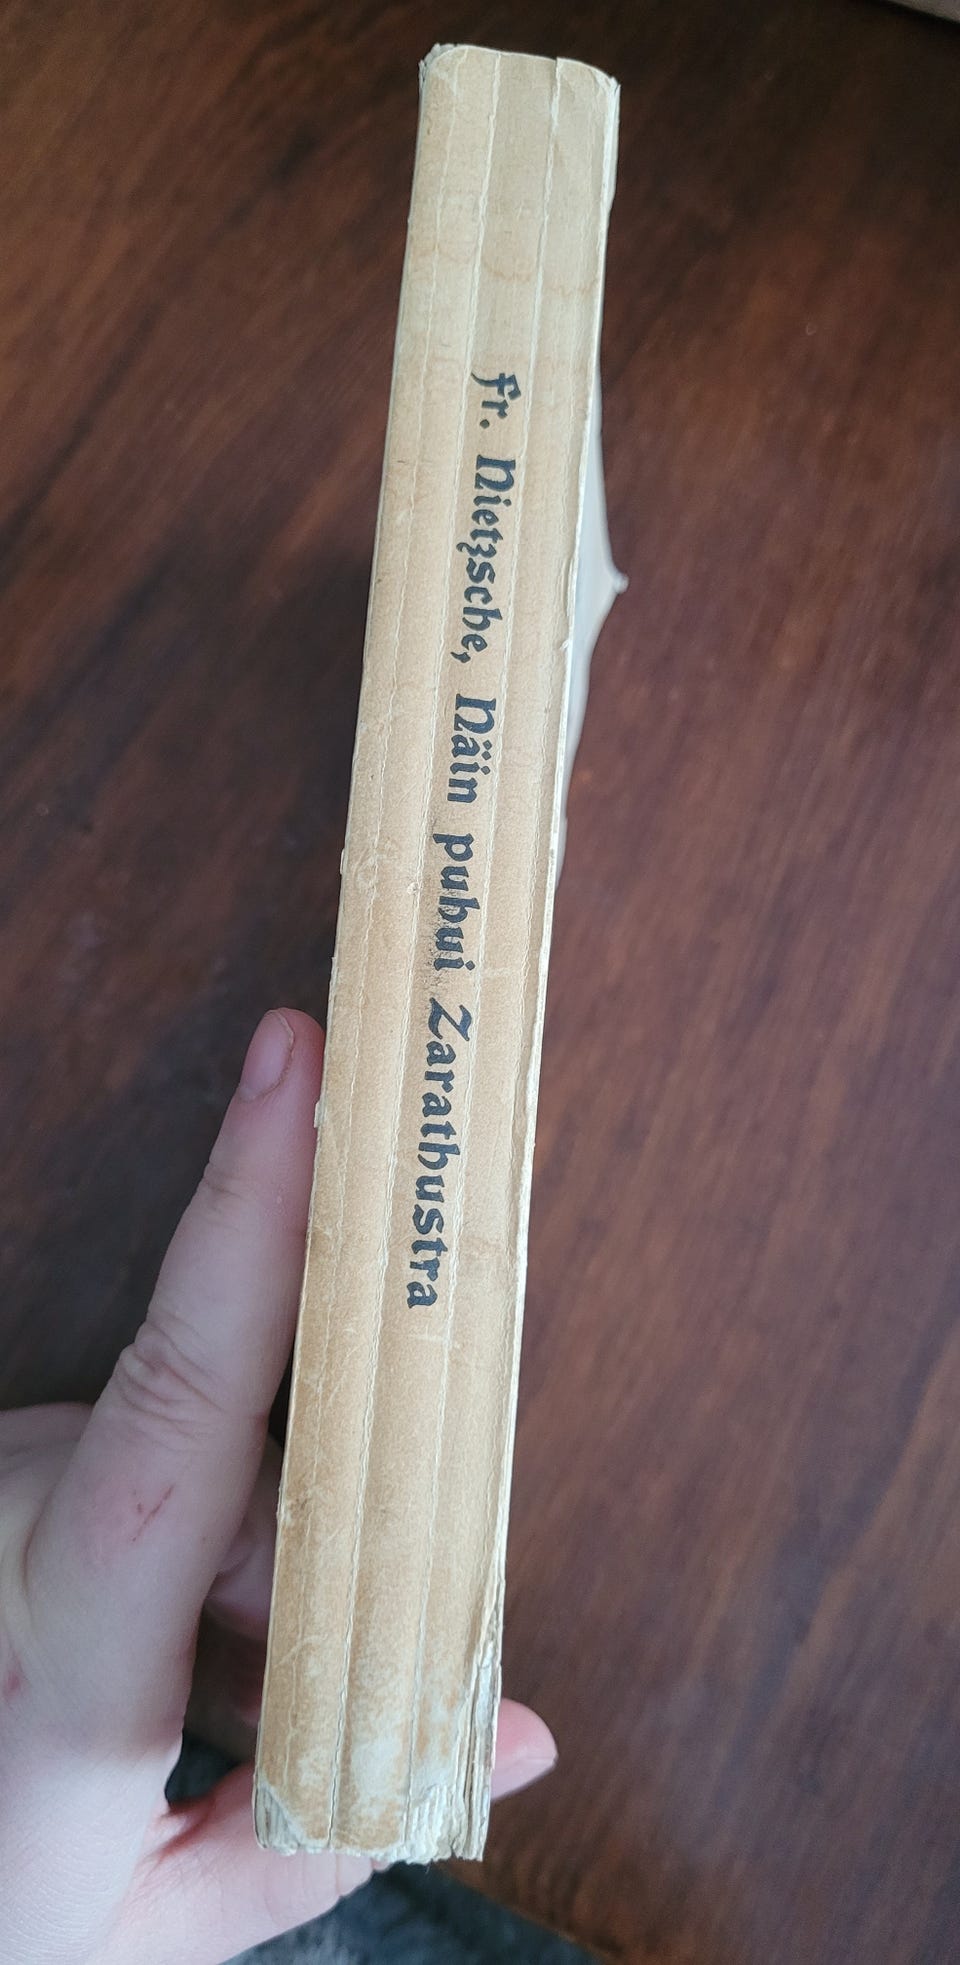 Fr. Nietzsche, Näin puhui Zarathustra